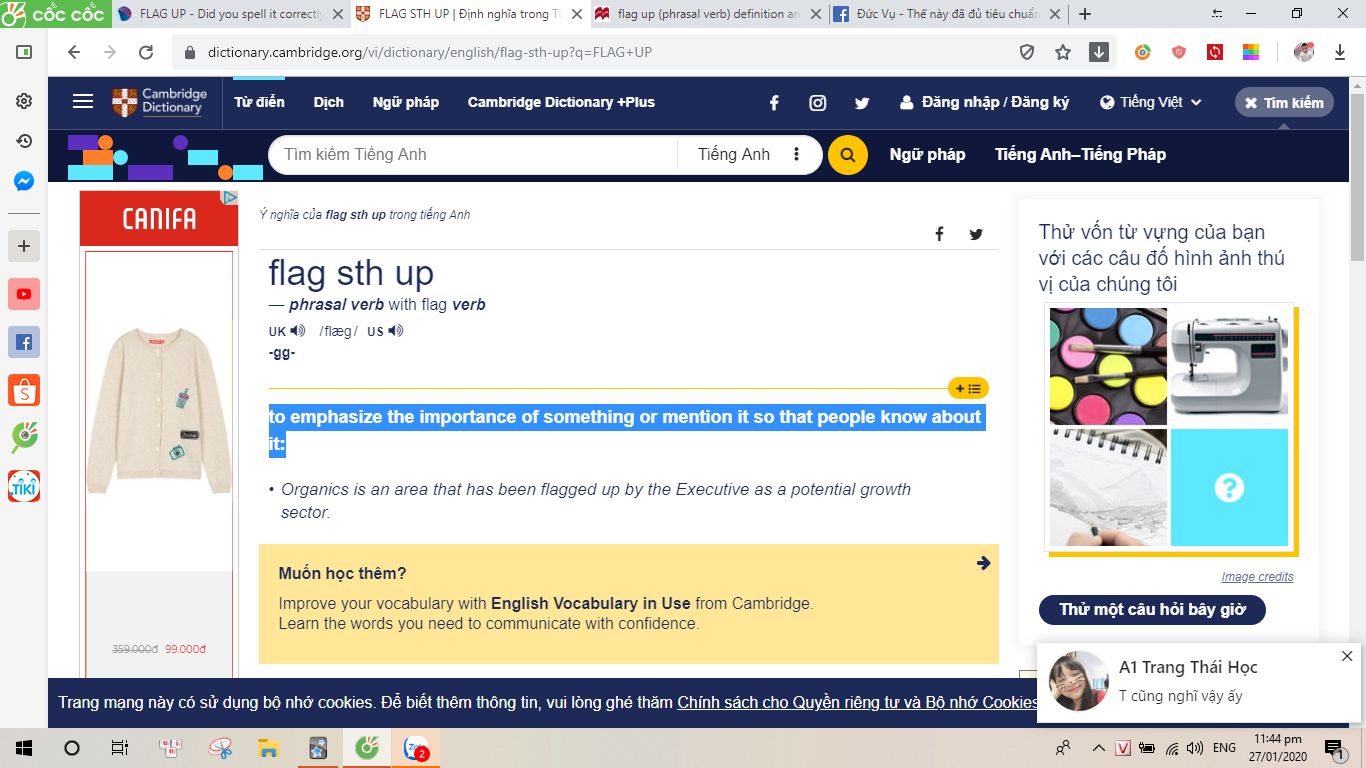 cốc cốc
FLAG UP - Did you spell it correctly
FLAG STH UP | Định nghĩa trong T
flag up (phrasal verb) definition an
Đức Vụ - Thế này đã đủ tiêu chuẩn
dictionary.cambridge.org/vi/dictionary/english/flag-sth-up?q=FLAG+UP
Cambridge
Dictionary
Từ điển
Dịch
Ngữ pháp
Cambridge Dictionary +Plus
Đăng nhập / Đăng ký
Tiếng Việt
Tìm kiếm
Tìm kiếm Tiếng Anh
Tiếng Anh
Ngữ pháp
Tiếng Anh–Tiếng Pháp
CANIFA
359.000đ 99.000đ
Ý nghĩa của flag sth up trong tiếng Anh
flag sth up
— phrasal verb with flag verb
UK /flæɡ/ US
-gg-
to emphasize the importance of something or mention it so that people know about
it:
• Organics is an area that has been flagged up by the Executive as a potential growth
sector.
Muốn học thêm?
Improve your vocabulary with English Vocabulary in Use from Cambridge.
Learn the words you need to communicate with confidence.
Thử vốn từ vựng của bạn
với các câu đố hình ảnh thú
vị của chúng tôi
?
Image credits
Thử một câu hỏi bây giờ
A1 Trang Thái Học
T cũng nghĩ vậy ấy
Trang mạng này có sử dụng bộ nhớ cookies. Để biết thêm thông tin, vui lòng ghé thăm Chính sách cho Quyền riêng tư và Bộ nhớ Cookies
TIKI
2
ENG
11:44 pm
27/01/2020
1